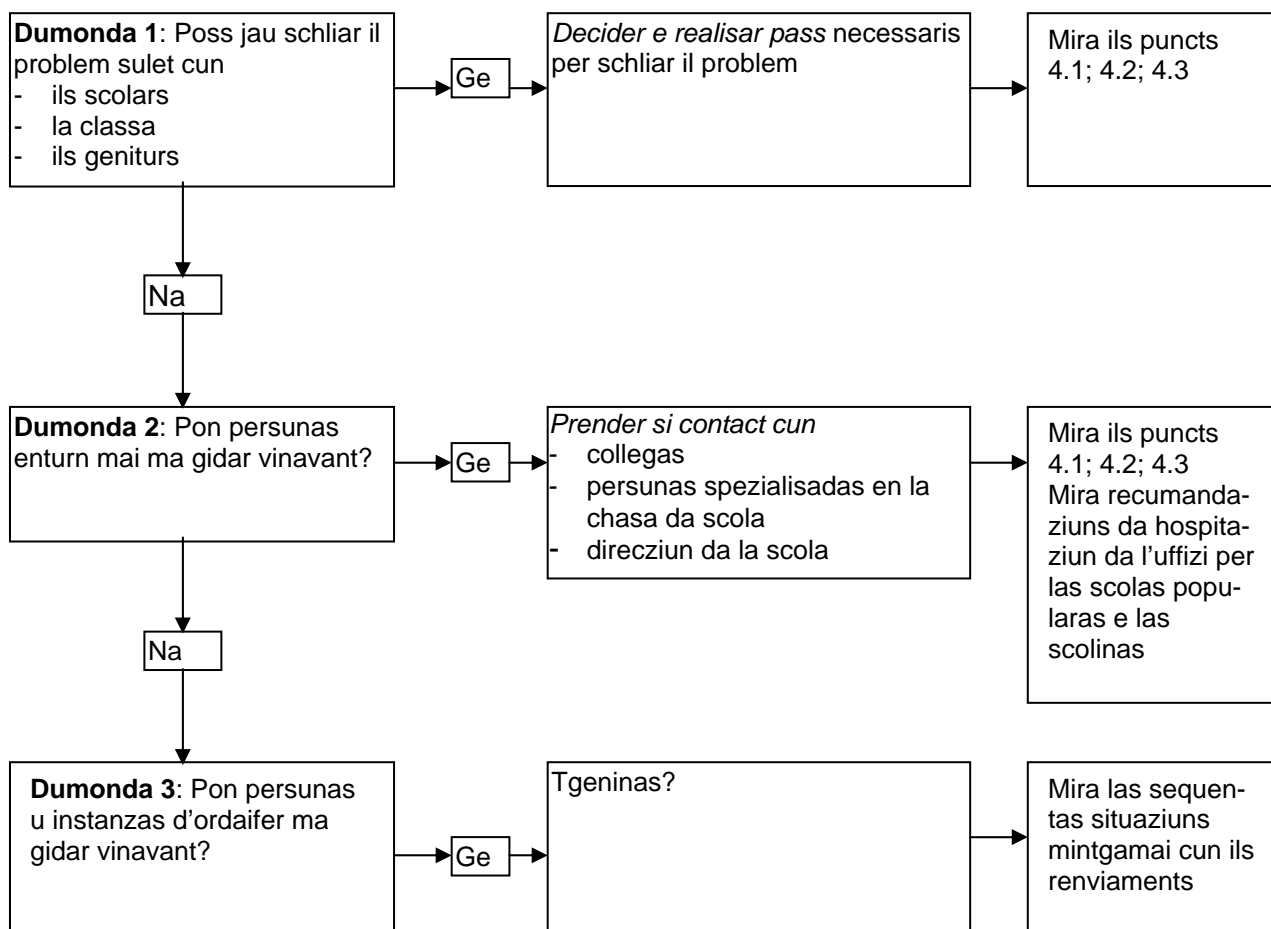 Dumonda 1: Poss jau schliar il
problem sulet cun
- ils scolars
- la classa
- ils geniturs
Ge
Decider e realisar pass necessaris
per schliar il problem
Mira ils puncts
4.1; 4.2; 4.3
Na
Dumonda 2: Pon persunas
enturn mai ma gidar vinavant?
Ge
Prender si contact cun
- collegas
- persunas spezialisadas en la
chasa da scola
- direcziun da la scola
Mira ils puncts
4.1; 4.2; 4.3
Mira recumanda-
ziuns da hospita-
ziun da l'uffizi per
las scolas popu-
laras e las
scolinas
Na
Dumonda 3: Pon persunas
u instanzas d'ordaifer ma
gidar vinavant?
Ge
Tgeninas?
Mira las sequen-
tas situaziuns
mintgamai cun ils
renviaments